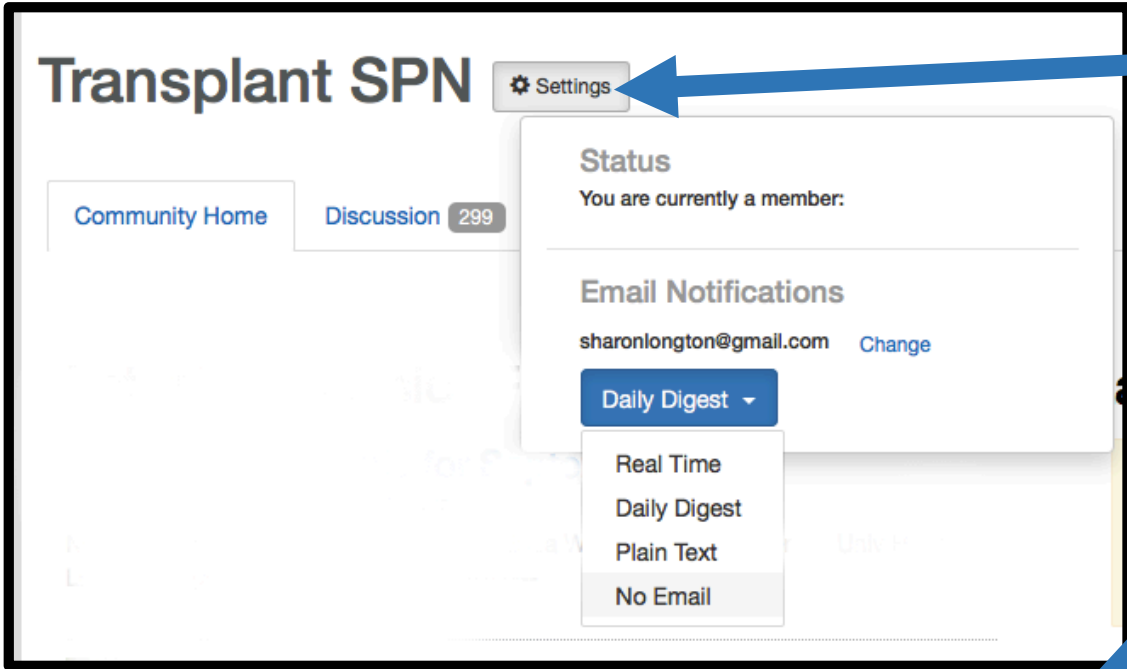 Transplant SPN Settings
Status
You are currently a member:
Community Home Discussion 299
Email Notifications
sharonlongton@gmail.com Change
Daily Digest
Real Time
Daily Digest
Plain Text
No Email